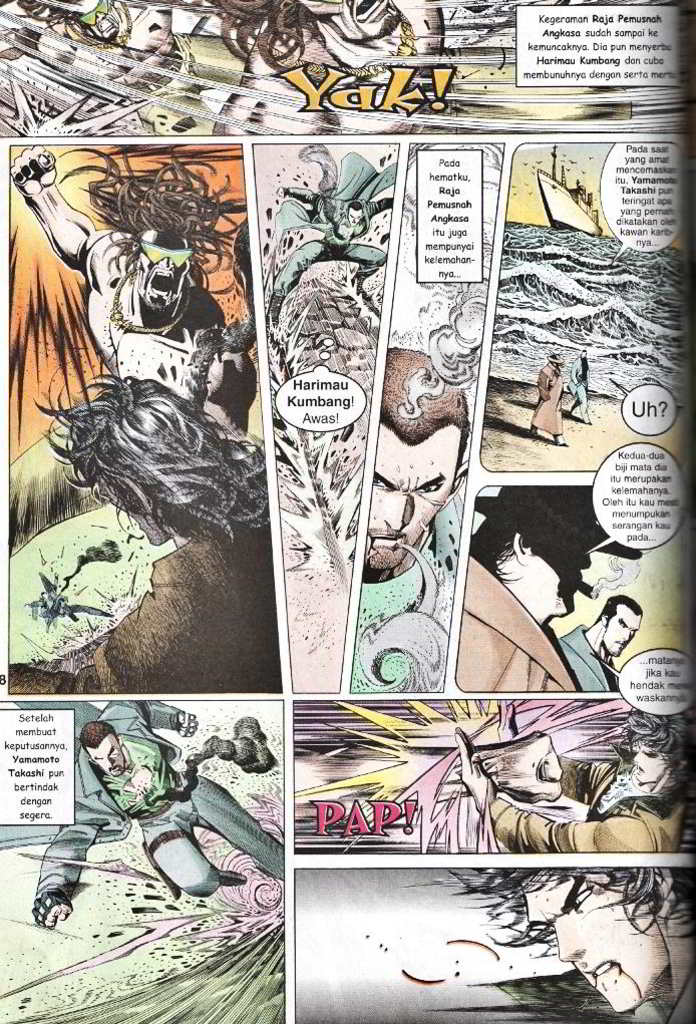 Kegeraman Raja Pemusnah
Angkasa sudah sampai ke
kemuncaknya. Dia pun menyerbu
Harimau Kumbang dan cuba
membunuhnya dengan serta merta
Yak!
Pada
hematku,
Raja
Pemusnah
Angkasa
itu juga
mempunyai
kelemahan-
nya...
Harimau
Kumbang!
Awas!
Pada saat
yang amat
mencemaskan
itu, Yamamoto
Takashi pun
teringat apa
yang pernah
dikatakan oleh
kawan karib-
nya...
Uh?
Kedua-dua
biji mata dia
itu merupakan
kelemahanya.
Oleh itu kau mesti
menumpukan
serangan kau
pada...
...matanya
jika kau
hendak
8
Setelah
membuat
keputusannya,
Yamamoto
Takashi pun
bertindak
dengan
segera.
PAP!